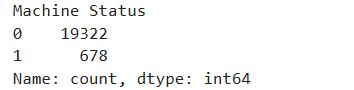 Machine Status
0    19322
1      678
Name: count, dtype: int64